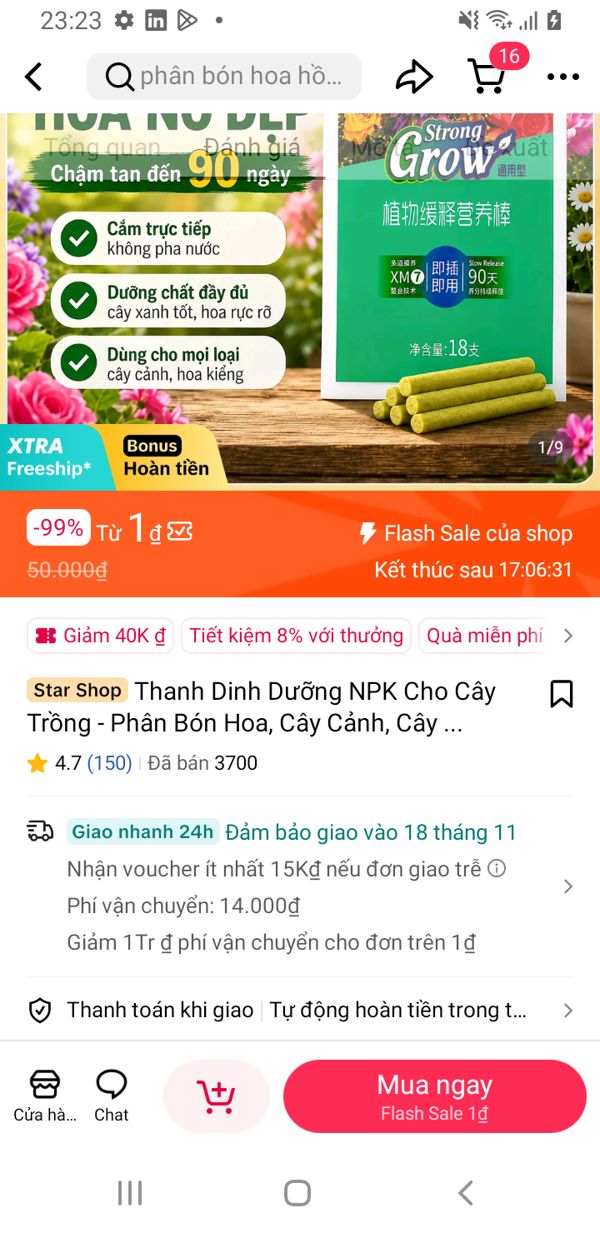 23:23
16
phân bón hoa hồ...
HOA NỞ ĐẸP
Tổng quan Đánh giá Mô tả Đề xuất
Chậm tan đến 90 ngày
Cắm trực tiếp
không pha nước
Dưỡng chất đầy đủ
cây xanh tốt, hoa rực rỡ
Dùng cho mọi loại
cây cảnh, hoa kiểng
Strong
Grow
通用型
植物缓释营养棒
XM7
即插
即用
Slow Release
90天
净含量:18支
XTRA
Freeship*
Bonus
Hoàn tiền
1/9
-99% Từ 1₫
Flash Sale của shop
50.000₫
Kết thúc sau 17:06:31
Giảm 40K ₫
Tiết kiệm 8% với thưởng
Quà miễn phí
Star Shop Thanh Dinh Dưỡng NPK Cho Cây
Trồng - Phân Bón Hoa, Cây Cảnh, Cây ...
4.7 (150) Đã bán 3700
Giao nhanh 24h Đảm bảo giao vào 18 tháng 11
Nhận voucher ít nhất 15K₫ nếu đơn giao trễ
Phí vận chuyển: 14.000₫
Giảm 1Tr ₫ phí vận chuyển cho đơn trên 1₫
Thanh toán khi giao Tự động hoàn tiền trong t...
Cửa hà...
Chat
Mua ngay
Flash Sale 1₫